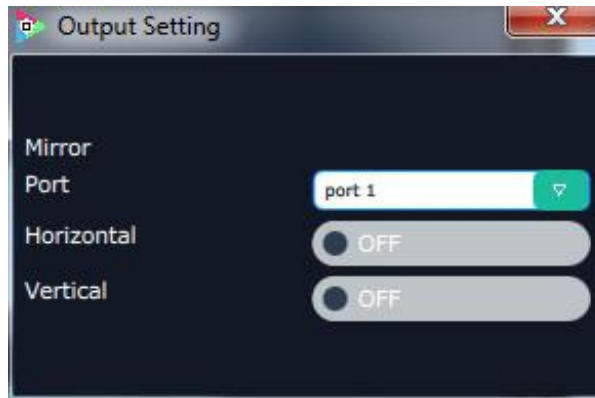 Output Setting
X
Mirror
Port port 1
Horizontal OFF
Vertical OFF